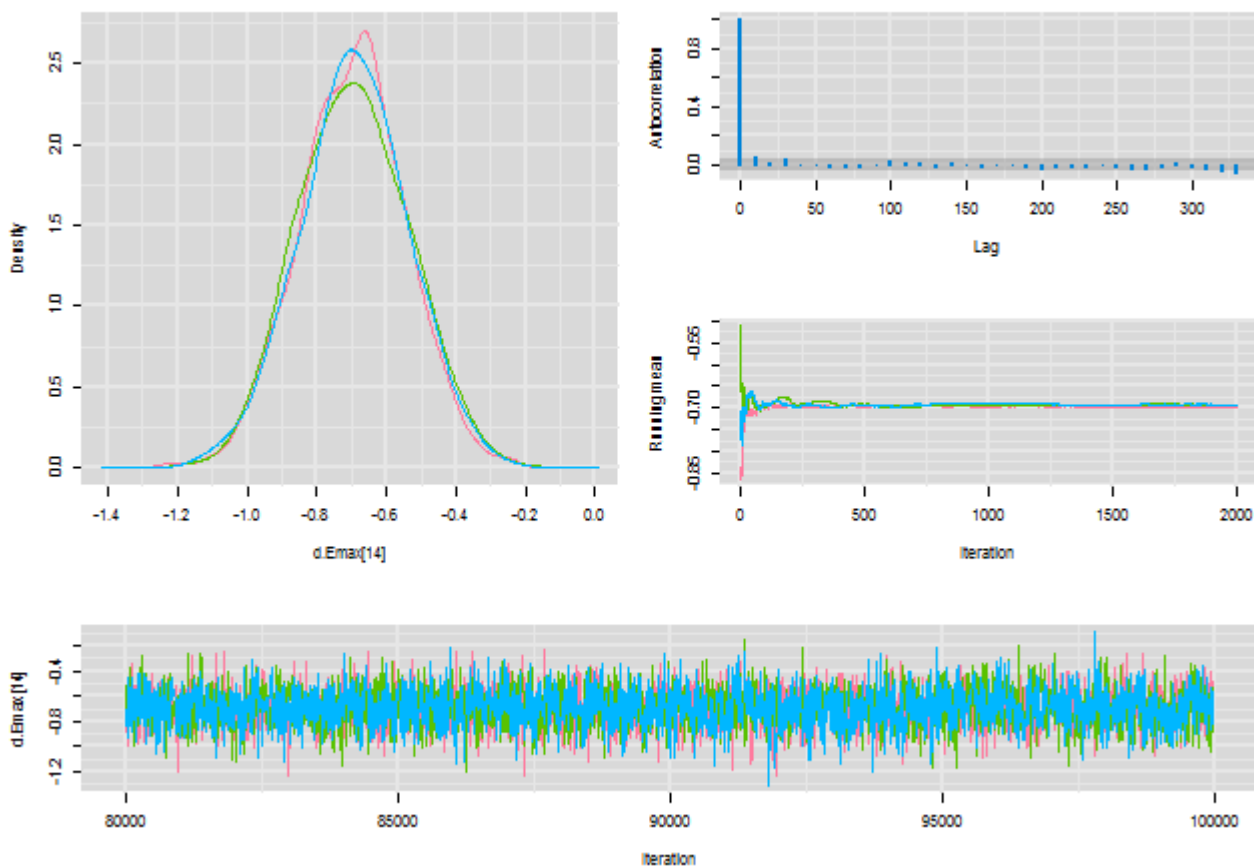 Density
0.0 0.5 1.0 1.5 2.0 2.5
-1.4 -1.2 -1.0 -0.8 -0.6 -0.4 -0.2 0.0
d.Emax[14]
Autocorrelation
0.0 0.4 0.8
0 50 100 150 200 250 300
Lag
Running mean
-0.85 -0.70 -0.55
0 500 1000 1500 2000
Iteration
d.Emax[14]
-1.2 -0.8 -0.4
80000 85000 90000 95000 100000
Iteration